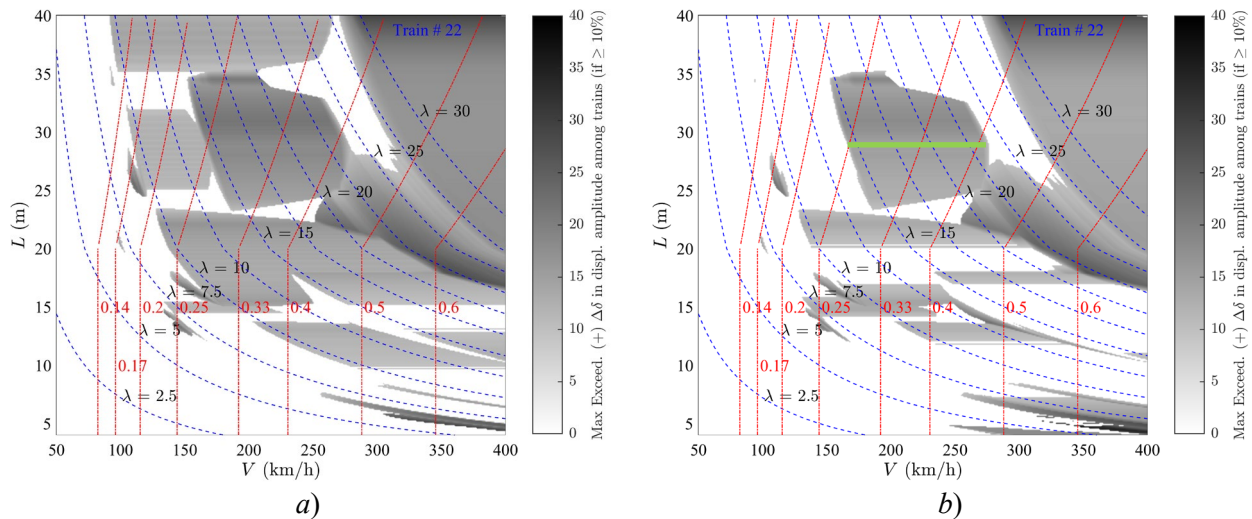 40
35
30
25
20
15
10
5
L (m)
50
100
150
200
250
300
350
400
V (km/h)
Train # 22
λ = 30
λ = 25
λ = 20
λ = 15
λ = 10
λ = 7.5
λ = 5
λ = 2.5
0.14
0.2
0.25
0.33
0.4
0.5
0.6
0.17
40
35
30
25
20
15
10
5
0
Max Exceed. (+) Δδ in displ. amplitude among trains (if ≥ 10%)
a)
40
35
30
25
20
15
10
5
L (m)
50
100
150
200
250
300
350
400
V (km/h)
Train # 22
λ = 30
λ = 25
λ = 20
λ = 15
λ = 10
λ = 7.5
λ = 5
λ = 2.5
0.14
0.2
0.25
0.33
0.4
0.5
0.6
0.17
40
35
30
25
20
15
10
5
0
Max Exceed. (+) Δδ in displ. amplitude among trains (if ≥ 10%)
b)